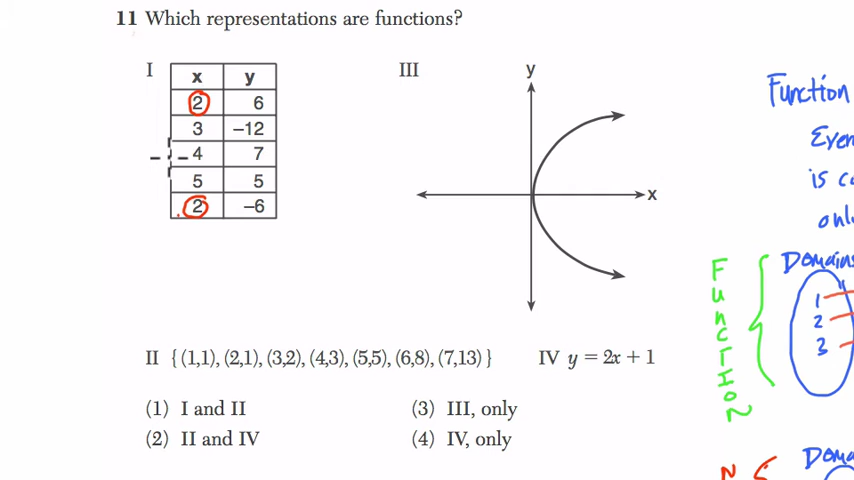 11 Which representations are functions?
I
x y
2 6
3 −12
4 7
5 5
2 −6
III
y
x
II { (1,1), (2,1), (3,2), (4,3), (5,5), (6,8), (7,13) }
IV y = 2x + 1
(1) I and II
(2) II and IV
(3) III, only
(4) IV, only
Function
Ever
is co
onl
FUNCTION
Domain
1
2
3
Doma